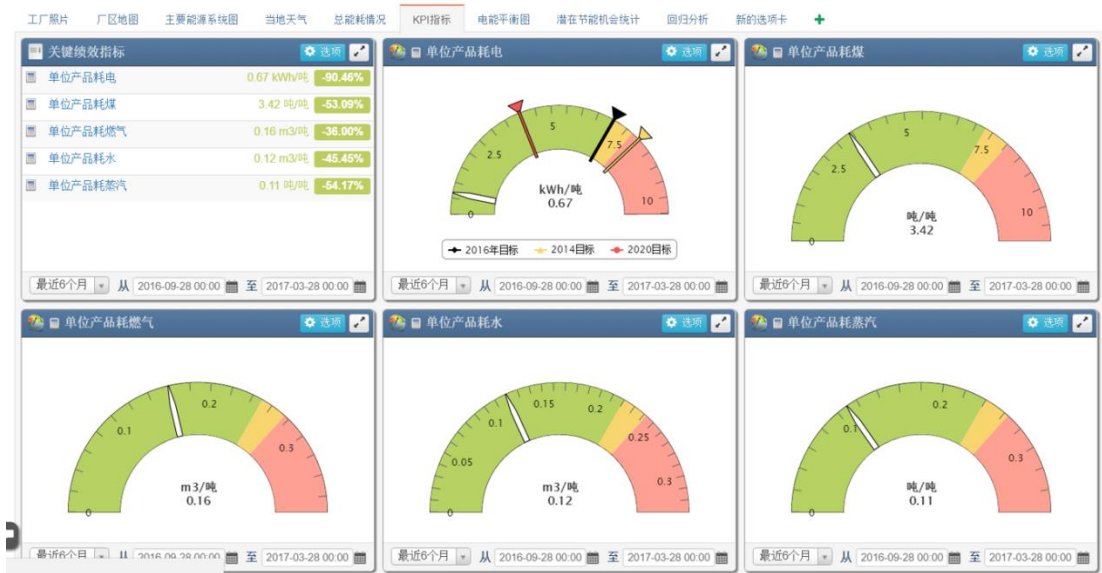 工厂照片 厂区地图 主要能源系统图 当地天气 总能耗情况 KPI指标 电能平衡图 潜在节能机会统计 回归分析 新的选项卡
关键绩效指标 选项
单位产品耗电 0.67 kWh/吨 -90.46%
单位产品耗煤 3.42 吨/吨 -53.09%
单位产品耗燃气 0.16 m3/吨 -36.00%
单位产品耗水 0.12 m3/吨 -45.45%
单位产品耗蒸汽 0.11 吨/吨 -54.17%
最近6个月 从 2016-09-28 00:00 至 2017-03-28 00:00
单位产品耗电 选项
0 2.5 5 7.5 10
kWh/吨
0.67
2016年目标 2014目标 2020目标
最近6个月 从 2016-09-28 00:00 至 2017-03-28 00:00
单位产品耗煤 选项
0 2.5 5 7.5 10
吨/吨
3.42
最近6个月 从 2016-09-28 00:00 至 2017-03-28 00:00
单位产品耗燃气 选项
0 0.1 0.2 0.3
m3/吨
0.16
最近6个月 从 2016-09-28 00:00 至 2017-03-28 00:00
单位产品耗水 选项
0 0.05 0.1 0.15 0.2 0.25 0.3
m3/吨
0.12
最近6个月 从 2016-09-28 00:00 至 2017-03-28 00:00
单位产品耗蒸汽 选项
0 0.1 0.2 0.3
吨/吨
0.11
最近6个月 从 2016-09-28 00:00 至 2017-03-28 00:00